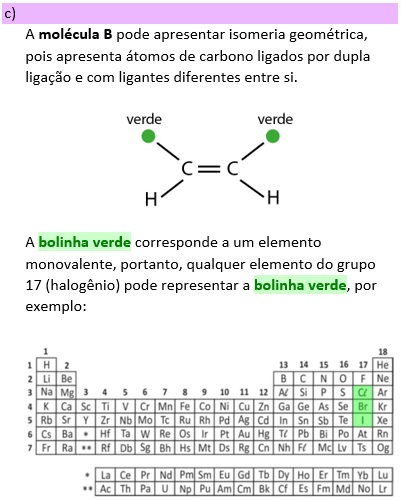 c)
A molécula B pode apresentar isomeria geométrica,
pois apresenta átomos de carbono ligados por dupla
ligação e com ligantes diferentes entre si.
verde verde
C = C
H H
A bolinha verde corresponde a um elemento
monovalente, portanto, qualquer elemento do grupo
17 (halogênio) pode representar a bolinha verde, por
exemplo:
1 18
1 H 2 13 14 15 16 17 He
2 Li Be B C N O F Ne
3 Na Mg 3 4 5 6 7 8 9 10 11 12 Aℓ Si P S Cℓ Ar
4 K Ca Sc Ti V Cr Mn Fe Co Ni Cu Zn Ga Ge As Se Br Kr
5 Rb Sr Y Zr Nb Mo Tc Ru Rh Pd Ag Cd In Sn Sb Te I Xe
6 Cs Ba * Hf Ta W Re Os Ir Pt Au Hg Tℓ Pb Bi Po At Rn
7 Fr Ra ** Rf Db Sg Bh Hs Mt Ds Rg Cn Nh Fℓ Mc Lv Ts Og
* La Ce Pr Nd Pm Sm Eu Gd Tb Dy Ho Er Tm Yb Lu
** Ac Th Pa U Np Pu Am Cm Bk Cf Es Fm Md No Lr